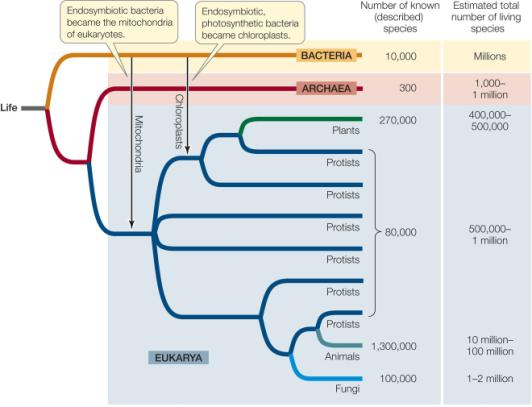 Endosymbiotic bacteria
became the mitochondria
of eukaryotes.
Endosymbiotic,
photosynthetic bacteria
became chloroplasts.
Number of known
(described)
species
Estimated total
number of living
species
BACTERIA
10,000
Millions
Life
ARCHAEA
300
1,000–
1 million
Mitochondria
Chloroplasts
Plants
270,000
400,000–
500,000
Protists
Protists
Protists
80,000
500,000–
1 million
Protists
Protists
Protists
Animals
1,300,000
10 million–
100 million
EUKARYA
Fungi
100,000
1–2 million